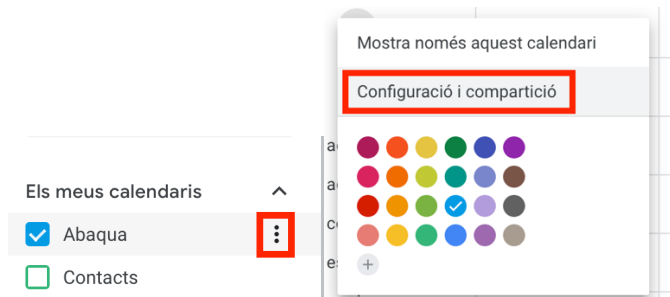 Mostra només aquest calendari
Configuració i compartició
Els meus calendaris
Abaqua
Contacts